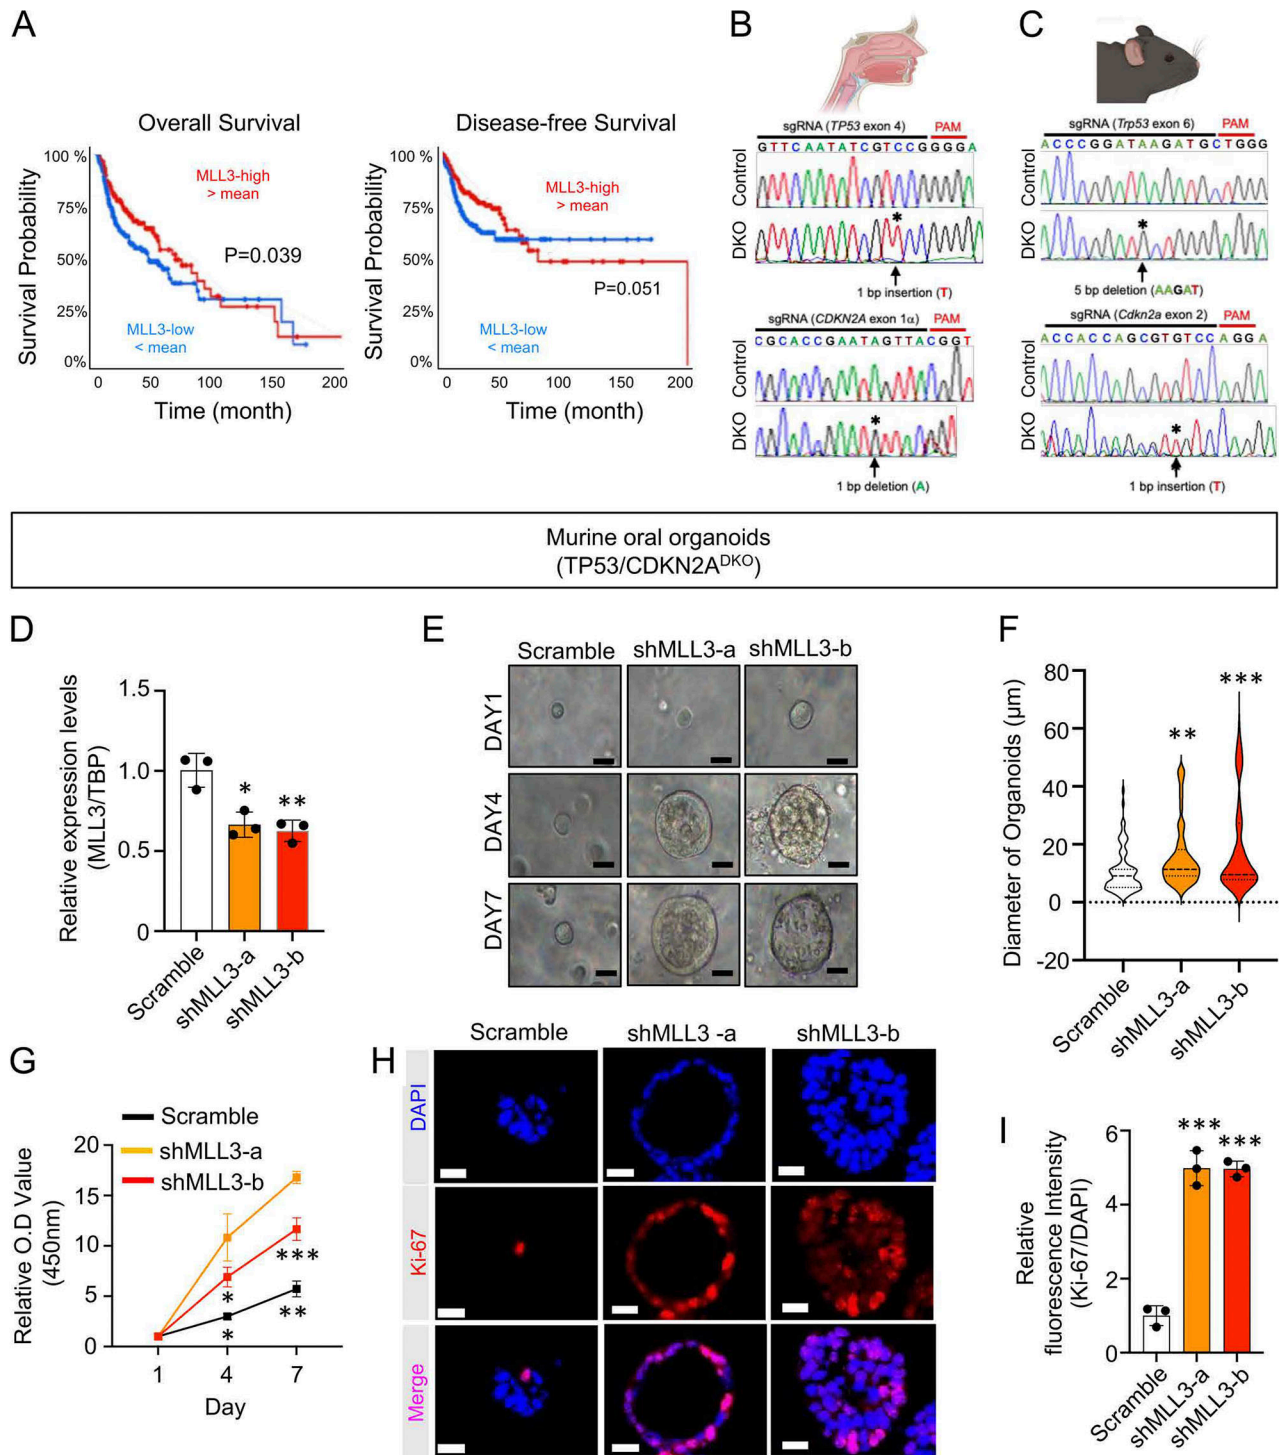 A
Overall Survival
100 %
75%
50%
25%
0%
Survival Probability
MLL3-high
> mean
P=0.039
MLL3-low
< mean
0 50 100 150 200
Time (month)
Disease-free Survival
100 %
75%
50%
25%
0%
Survival Probability
MLL3-high
> mean
P=0.051
MLL3-low
< mean
0 50 100 150 200
Time (month)
B
sgRNA (TP53 exon 4) PAM
GTTCAATATCGTCCGGGGA
Control
DKO
*
1 bp insertion (T)
sgRNA (CDKN2A exon 1α) PAM
CGCACCGAATAGTTACGGT
Control
DKO
*
1 bp deletion (A)
C
sgRNA (Trp53 exon 6) PAM
ACCCGGATAAGATGCTGGG
Control
DKO
*
5 bp deletion (AAGAT)
sgRNA (Cdkn2a exon 2) PAM
ACCACCAGCGTGTCCAGGA
Control
DKO
*
1 bp insertion (T)
Murine oral organoids
(TP53/CDKN2ADKO)
D
Relative expression levels
(MLL3/TBP)
1.5
1.0
0.5
0
*
**
Scramble
shMLL3-a
shMLL3-b
E
Scramble shMLL3-a shMLL3-b
DAY1
DAY4
DAY7
F
Diameter of Organoids (μm)
80
60
40
20
0
-20
**
***
Scramble
shMLL3-a
shMLL3-b
G
Scramble
shMLL3-a
shMLL3-b
Relative O.D Value
(450nm)
20
15
10
5
0
*
*
***
**
1 4 7
Day
H
Scramble shMLL3 -a shMLL3-b
DAPI
Ki-67
Merge
I
Relative
fluorescence Intensity
(Ki-67/DAPI)
6
4
2
0
***
***
Scramble
shMLL3-a
shMLL3-b